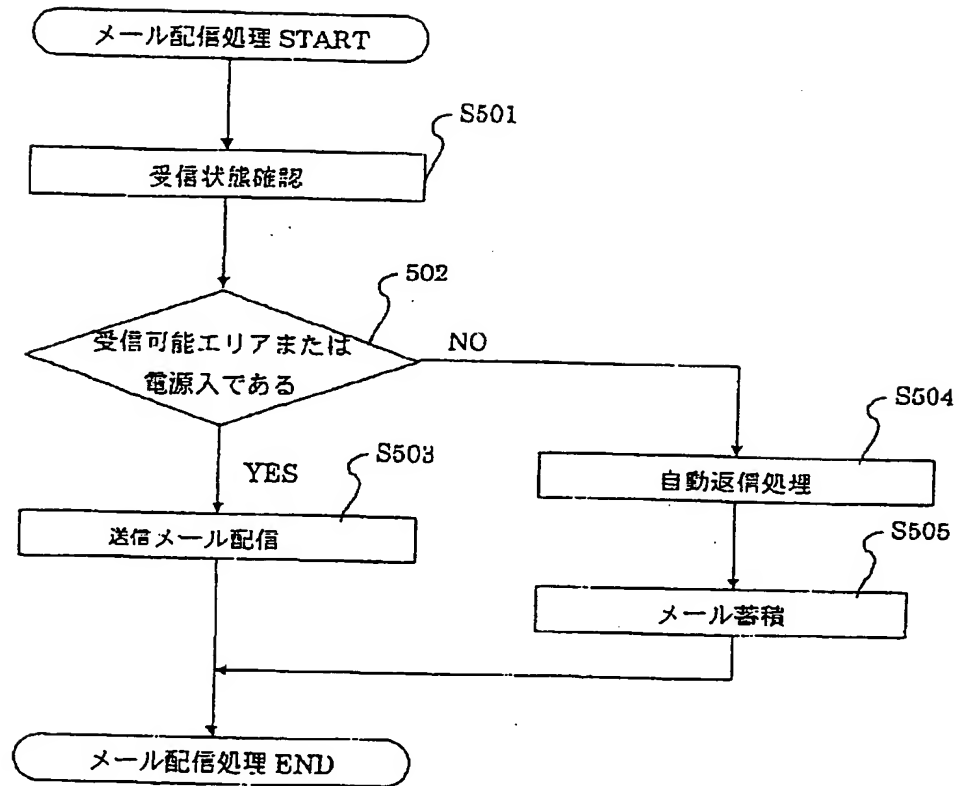 メール配信処理 START
S501
受信状態確認
502
受信可能エリアまたは
電源入である
NO
YES
S503
送信メール配信
S504
自動返信処理
S505
メール蓄積
メール配信処理 END